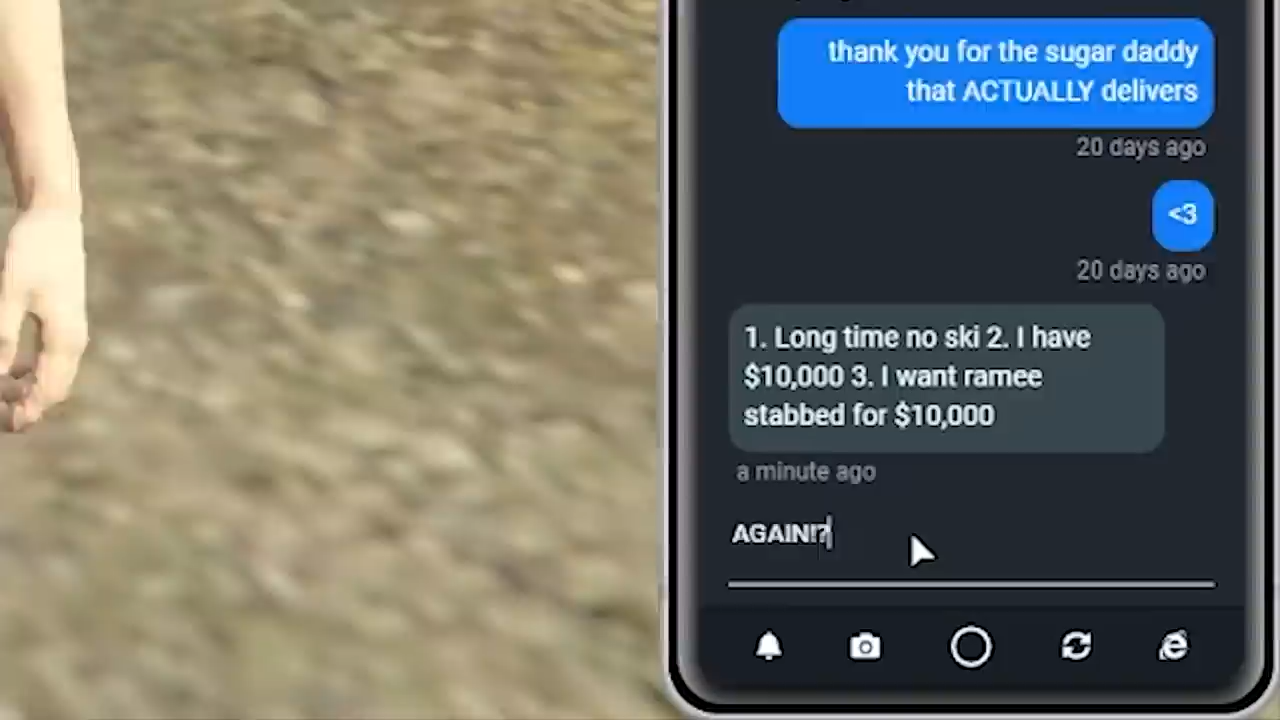 thank you for the sugar daddy
that ACTUALLY delivers
20 days ago
<3
20 days ago
1. Long time no ski 2. I have
$10,000 3. I want ramee
stabbed for $10,000
a minute ago
AGAIN!?